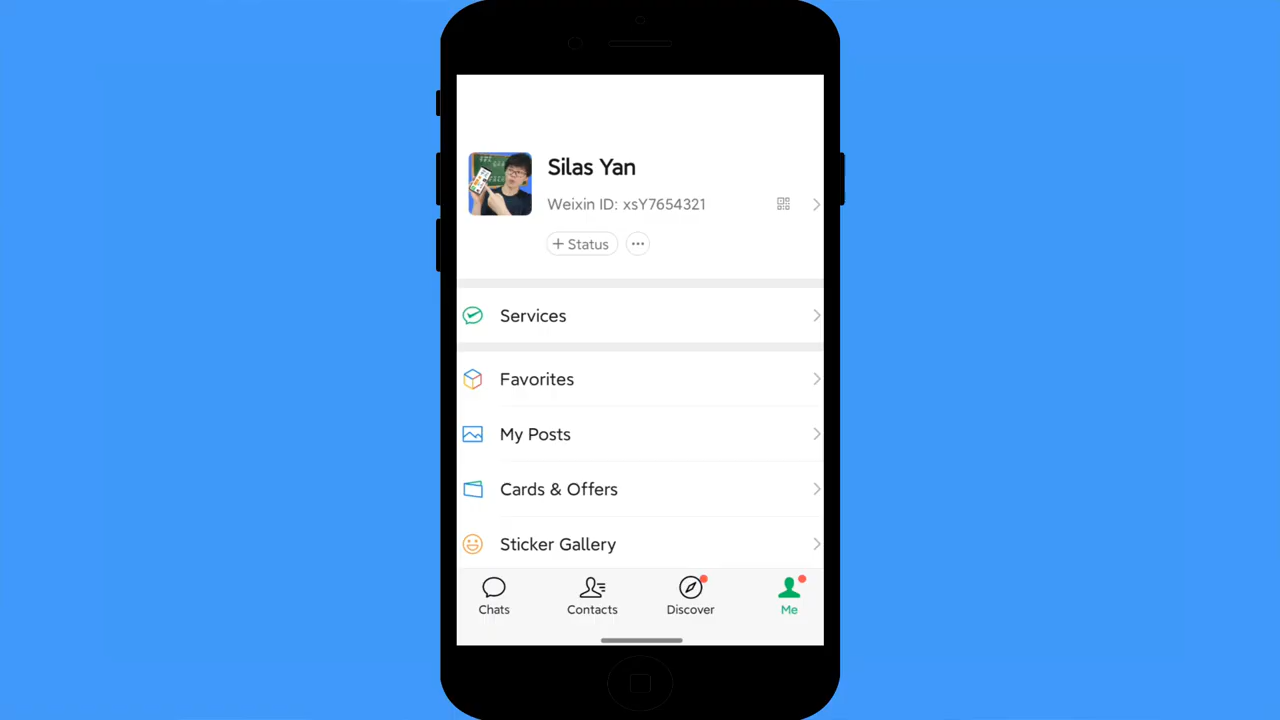 Silas Yan
Weixin ID: xsY7654321
+ Status
Services
Favorites
My Posts
Cards & Offers
Sticker Gallery
Chats Contacts Discover Me